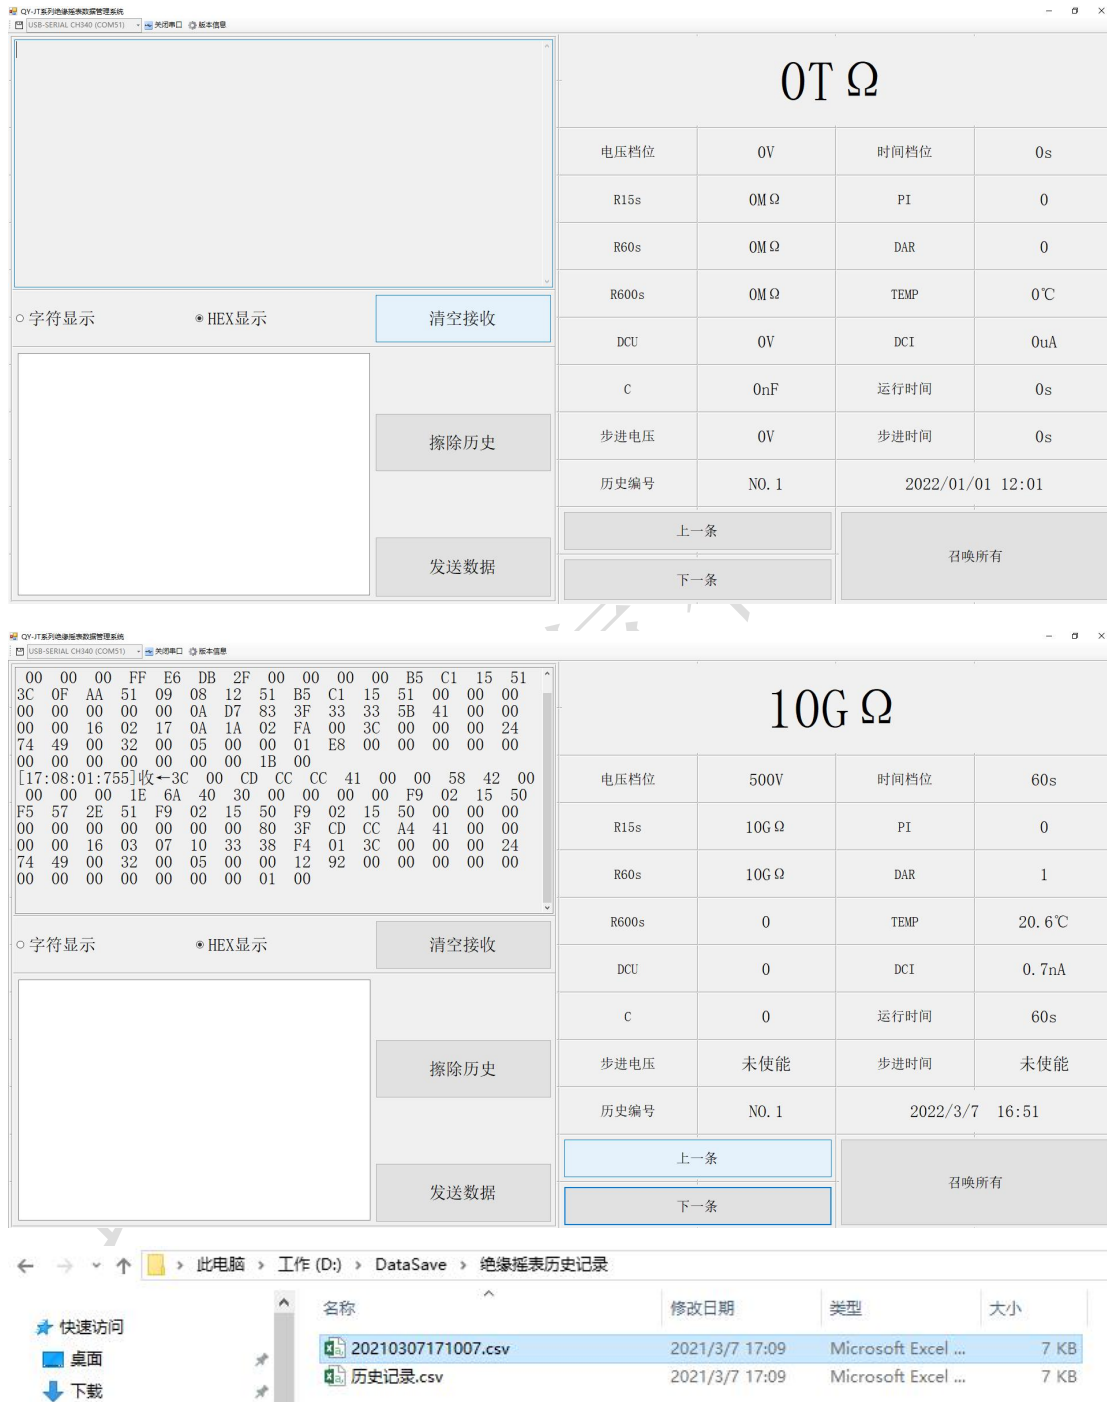 QY-JT系列绝缘摇表数据管理系统
USB-SERIAL CH340 (COM51) 关闭串口 版本信息
0TΩ
电压档位 0V 时间档位 0s
R15s 0MΩ PI 0
R60s 0MΩ DAR 0
R600s 0MΩ TEMP 0℃
DCU 0V DCI 0uA
C 0nF 运行时间 0s
步进电压 0V 步进时间 0s
历史编号 NO.1 2022/01/01 12:01
字符显示 HEX显示 清空接收
擦除历史
发送数据
上一条
下一条
召唤所有
QY-JT系列绝缘摇表数据管理系统
USB-SERIAL CH340 (COM51) 关闭串口 版本信息
00 00 00 FF E6 DB 2F 00 00 00 00 B5 C1 15 51
3C 0F AA 51 09 08 12 51 B5 C1 15 51 00 00 00
00 00 00 00 00 0A D7 83 3F 33 33 5B 41 00 00
00 00 16 02 17 0A 1A 02 FA 00 3C 00 00 00 24
74 49 00 32 00 05 00 00 01 E8 00 00 00 00 00
00 00 00 00 00 00 00 1B 00
[17:08:01:755]收←3C 00 CD CC CC 41 00 00 58 42 00
00 00 00 1E 6A 40 30 00 00 00 00 F9 02 15 50
F5 57 2E 51 F9 02 15 50 F9 02 15 50 00 00 00
00 00 00 00 00 00 00 80 3F CD CC A4 41 00 00
00 00 16 03 07 10 33 38 F4 01 3C 00 00 00 24
74 49 00 32 00 05 00 00 12 92 00 00 00 00 00
00 00 00 00 00 00 00 01 00
10GΩ
电压档位 500V 时间档位 60s
R15s 10GΩ PI 0
R60s 10GΩ DAR 1
R600s 0 TEMP 20.6℃
DCU 0 DCI 0.7nA
C 0 运行时间 60s
步进电压 未使能 步进时间 未使能
历史编号 NO.1 2022/3/7 16:51
字符显示 HEX显示 清空接收
擦除历史
发送数据
上一条
下一条
召唤所有
此电脑 > 工作 (D:) > DataSave > 绝缘摇表历史记录
名称 修改日期 类型 大小
快速访问
桌面
下载
20210307171007.csv 2021/3/7 17:09 Microsoft Excel ... 7 KB
历史记录.csv 2021/3/7 17:09 Microsoft Excel ... 7 KB